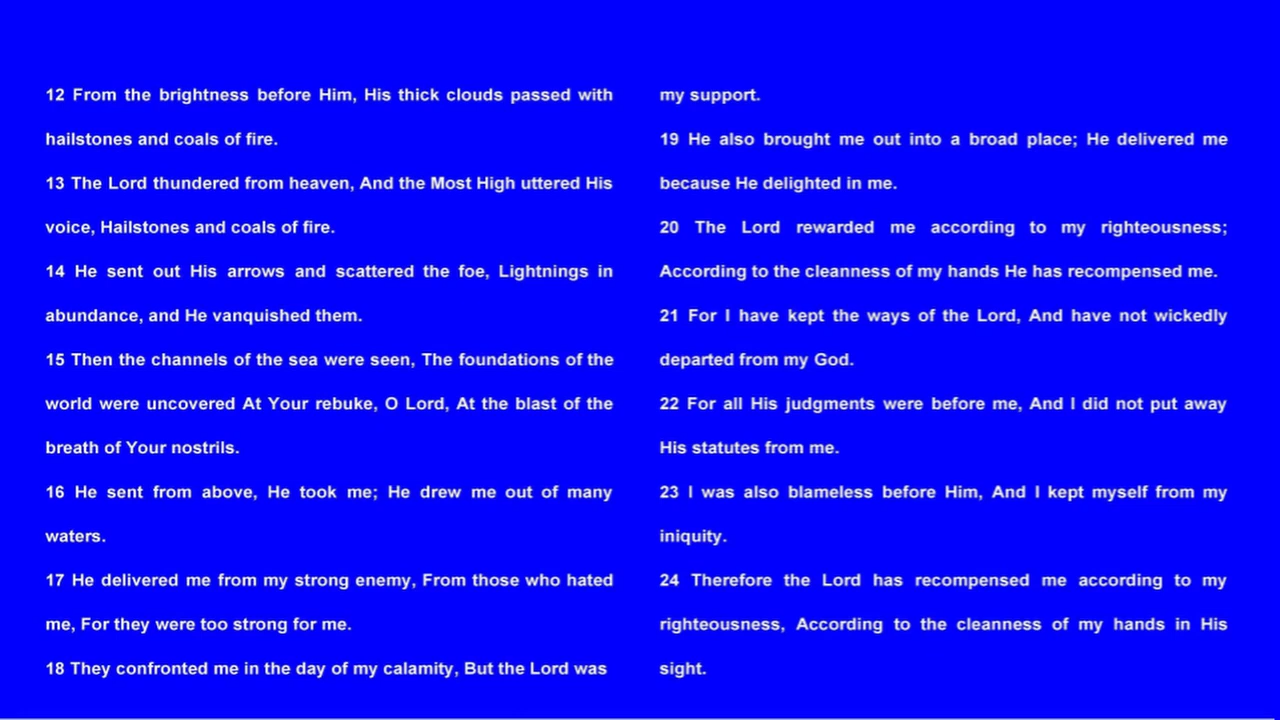 12 From the brightness before Him, His thick clouds passed with
hailstones and coals of fire.
13 The Lord thundered from heaven, And the Most High uttered His
voice, Hailstones and coals of fire.
14 He sent out His arrows and scattered the foe, Lightnings in
abundance, and He vanquished them.
15 Then the channels of the sea were seen, The foundations of the
world were uncovered At Your rebuke, O Lord, At the blast of the
breath of Your nostrils.
16 He sent from above, He took me; He drew me out of many
waters.
17 He delivered me from my strong enemy, From those who hated
me, For they were too strong for me.
18 They confronted me in the day of my calamity, But the Lord was
my support.
19 He also brought me out into a broad place; He delivered me
because He delighted in me.
20 The Lord rewarded me according to my righteousness;
According to the cleanness of my hands He has recompensed me.
21 For I have kept the ways of the Lord, And have not wickedly
departed from my God.
22 For all His judgments were before me, And I did not put away
His statutes from me.
23 I was also blameless before Him, And I kept myself from my
iniquity.
24 Therefore the Lord has recompensed me according to my
righteousness, According to the cleanness of my hands in His
sight.